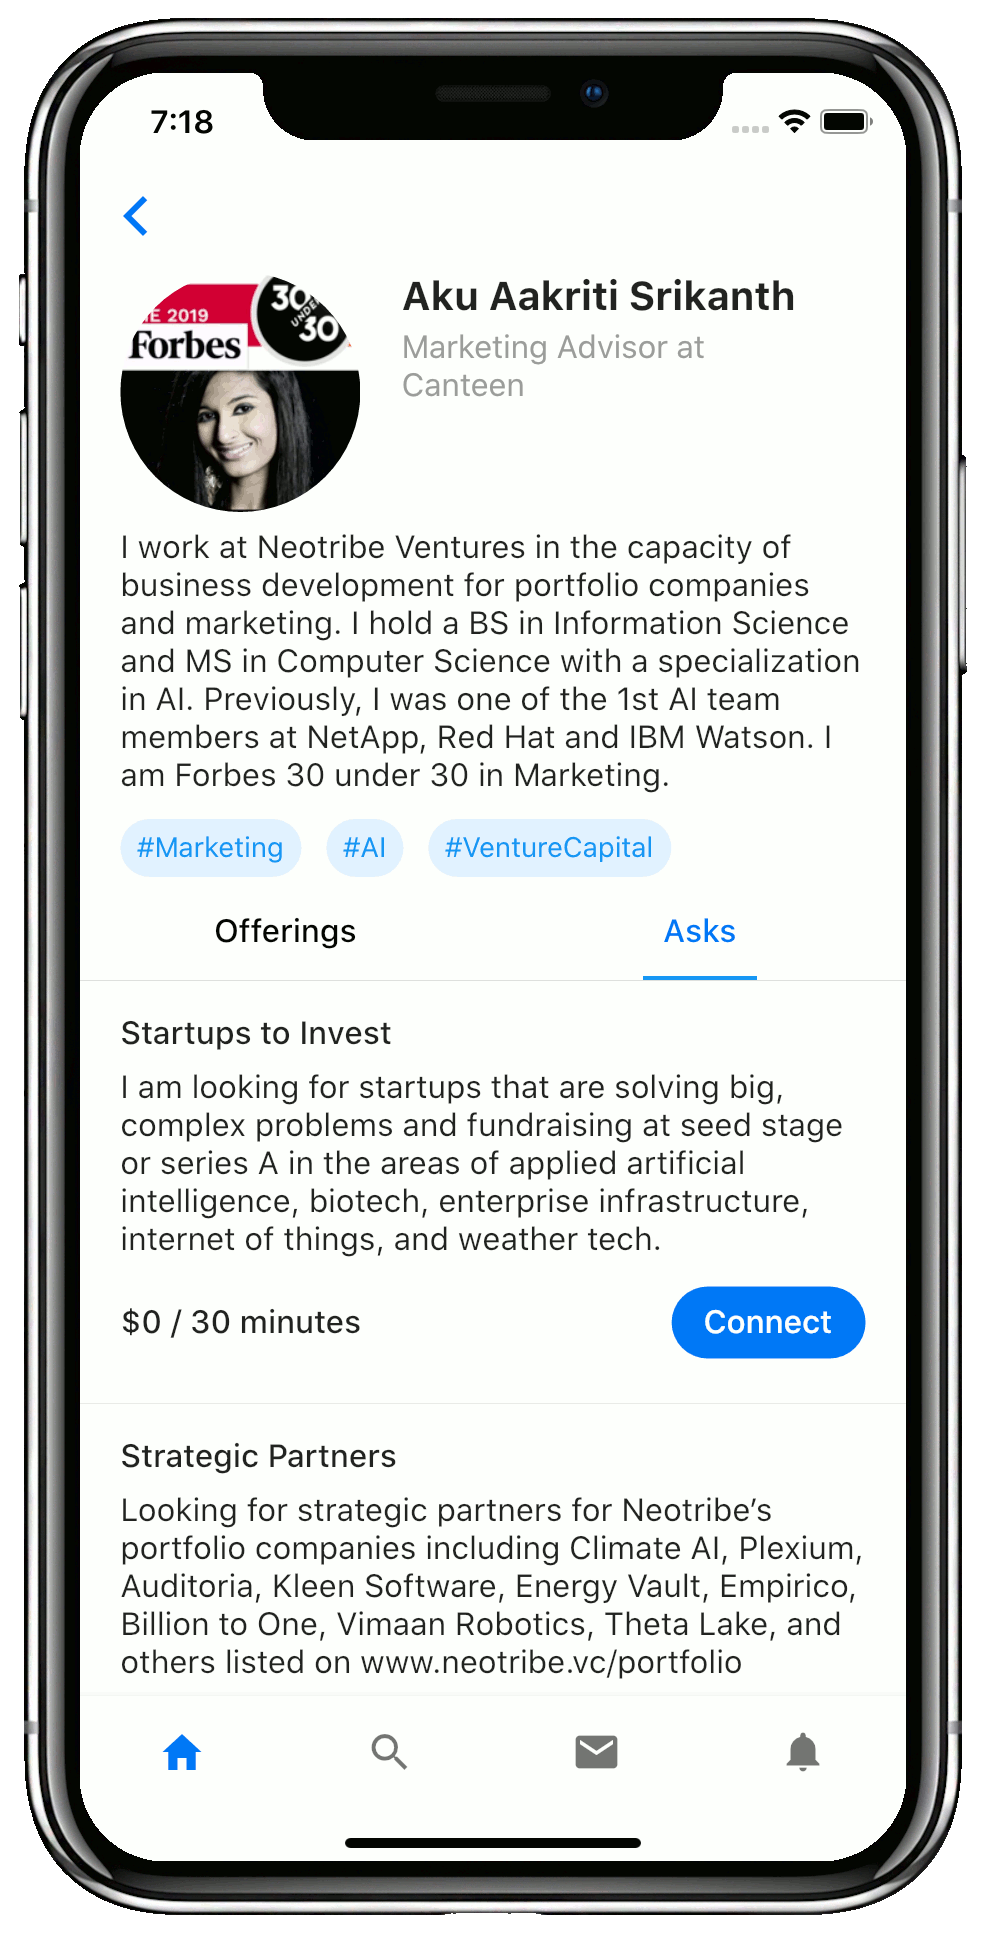 7:18
E 2019
Forbes
30
UNDER
30
Aku Aakriti Srikanth
Marketing Advisor at
Canteen
I work at Neotribe Ventures in the capacity of
business development for portfolio companies
and marketing. I hold a BS in Information Science
and MS in Computer Science with a specialization
in AI. Previously, I was one of the 1st AI team
members at NetApp, Red Hat and IBM Watson. I
am Forbes 30 under 30 in Marketing.
#Marketing #AI #VentureCapital
Offerings Asks
Startups to Invest
I am looking for startups that are solving big,
complex problems and fundraising at seed stage
or series A in the areas of applied artificial
intelligence, biotech, enterprise infrastructure,
internet of things, and weather tech.
$0 / 30 minutes Connect
Strategic Partners
Looking for strategic partners for Neotribe’s
portfolio companies including Climate AI, Plexium,
Auditoria, Kleen Software, Energy Vault, Empirico,
Billion to One, Vimaan Robotics, Theta Lake, and
others listed on www.neotribe.vc/portfolio